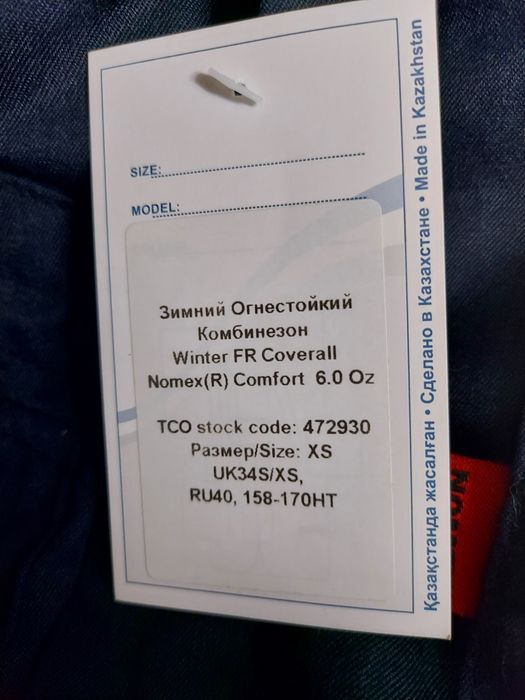 SIZE:
MODEL:
Зимний Огнестойкий
Комбинезон
Winter FR Coverall
Nomex(R) Comfort 6.0 Oz
TCO stock code: 472930
Размер/Size: XS
UK34S/XS,
RU40, 158-170HT
Қазақстанда жасалған • Сделано в Казахстане • Made in Kazakhstan